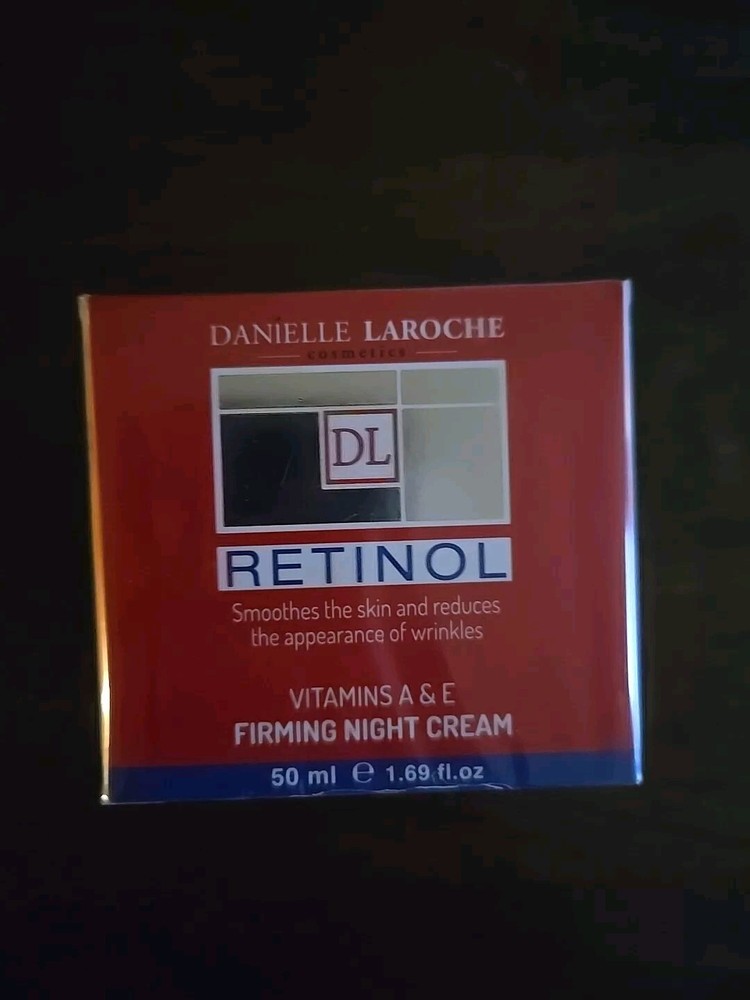 DANIELLE LAROCHE
cosmetics
DL
RETINOL
Smoothes the skin and reduces
the appearance of wrinkles
VITAMINS A & E
FIRMING NIGHT CREAM
50 ml ℮ 1.69 fl.oz